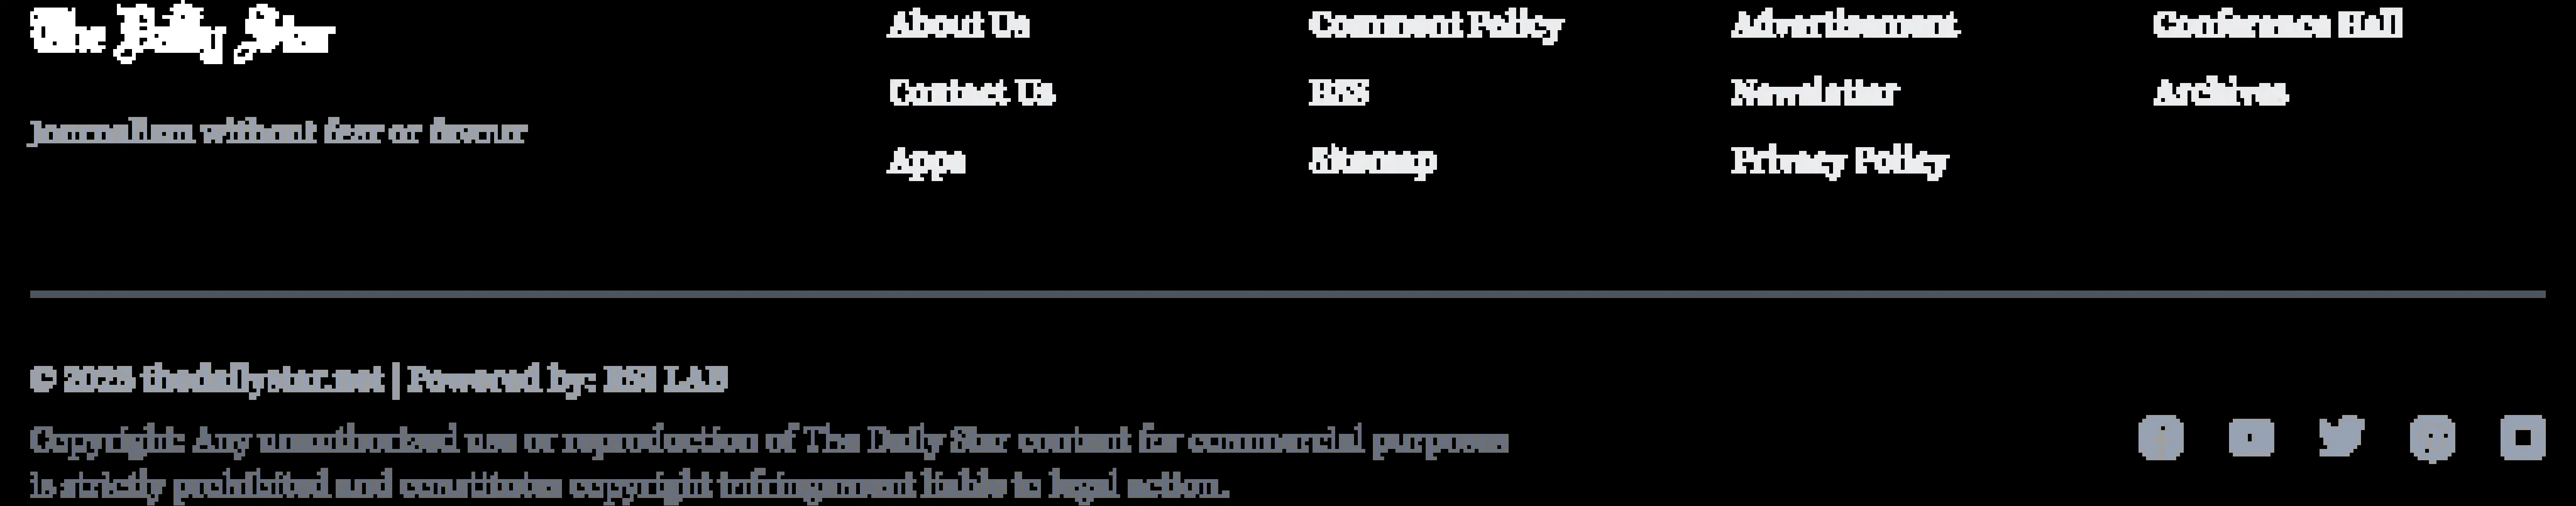 The Daily Star
Journalism without fear or favour
About Us
Contact Us
Apps
Comment Policy
RSS
Sitemap
Advertisement
Newsletter
Privacy Policy
Conference Hall
Archives
© thedailystar.net | Powered by: RSI LAB
Copyright: Any unauthorized use or reproduction of The Daily Star content for commercial purposes
is strictly prohibited and constitutes copyright infringement liable to legal action.